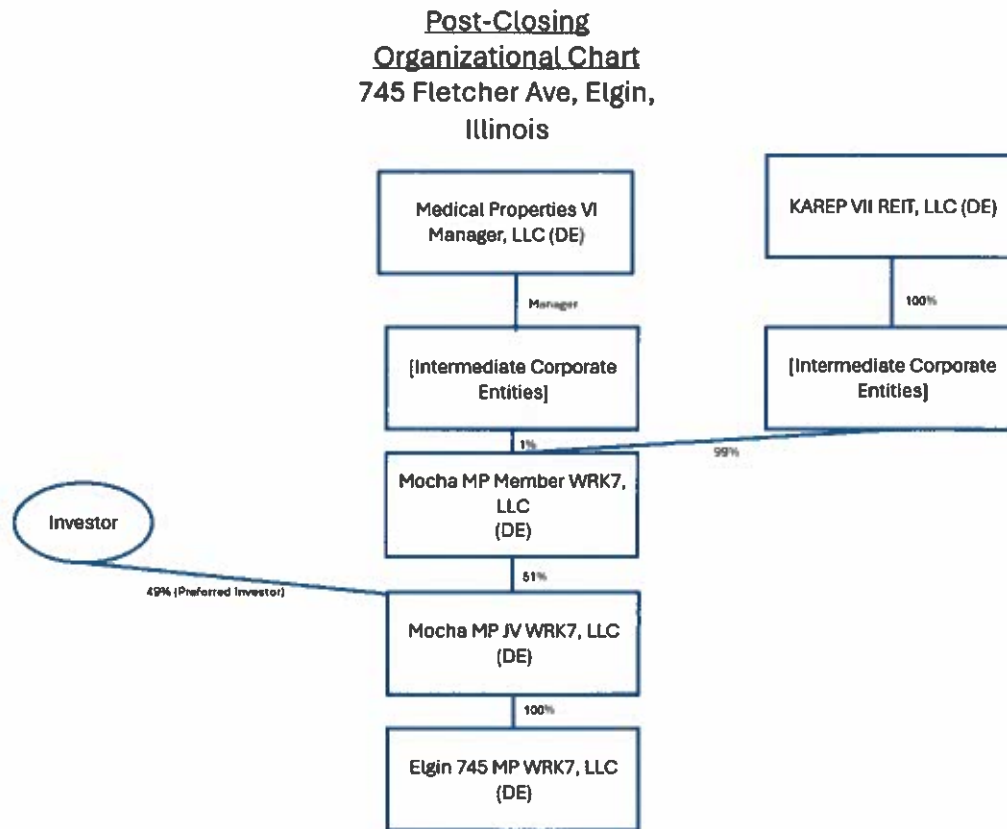 Post-Closing
Organizational Chart
745 Fletcher Ave, Elgin,
Illinois
Medical Properties VI
Manager, LLC (DE)
KAREP VII REIT, LLC (DE)
Manager
100%
[Intermediate Corporate
Entities]
[Intermediate Corporate
Entities]
1%
99%
Mocha MP Member WRK7,
LLC
(DE)
Investor
51%
49% (Preferred Investor)
Mocha MP JV WRK7, LLC
(DE)
100%
Elgin 745 MP WRK7, LLC
(DE)